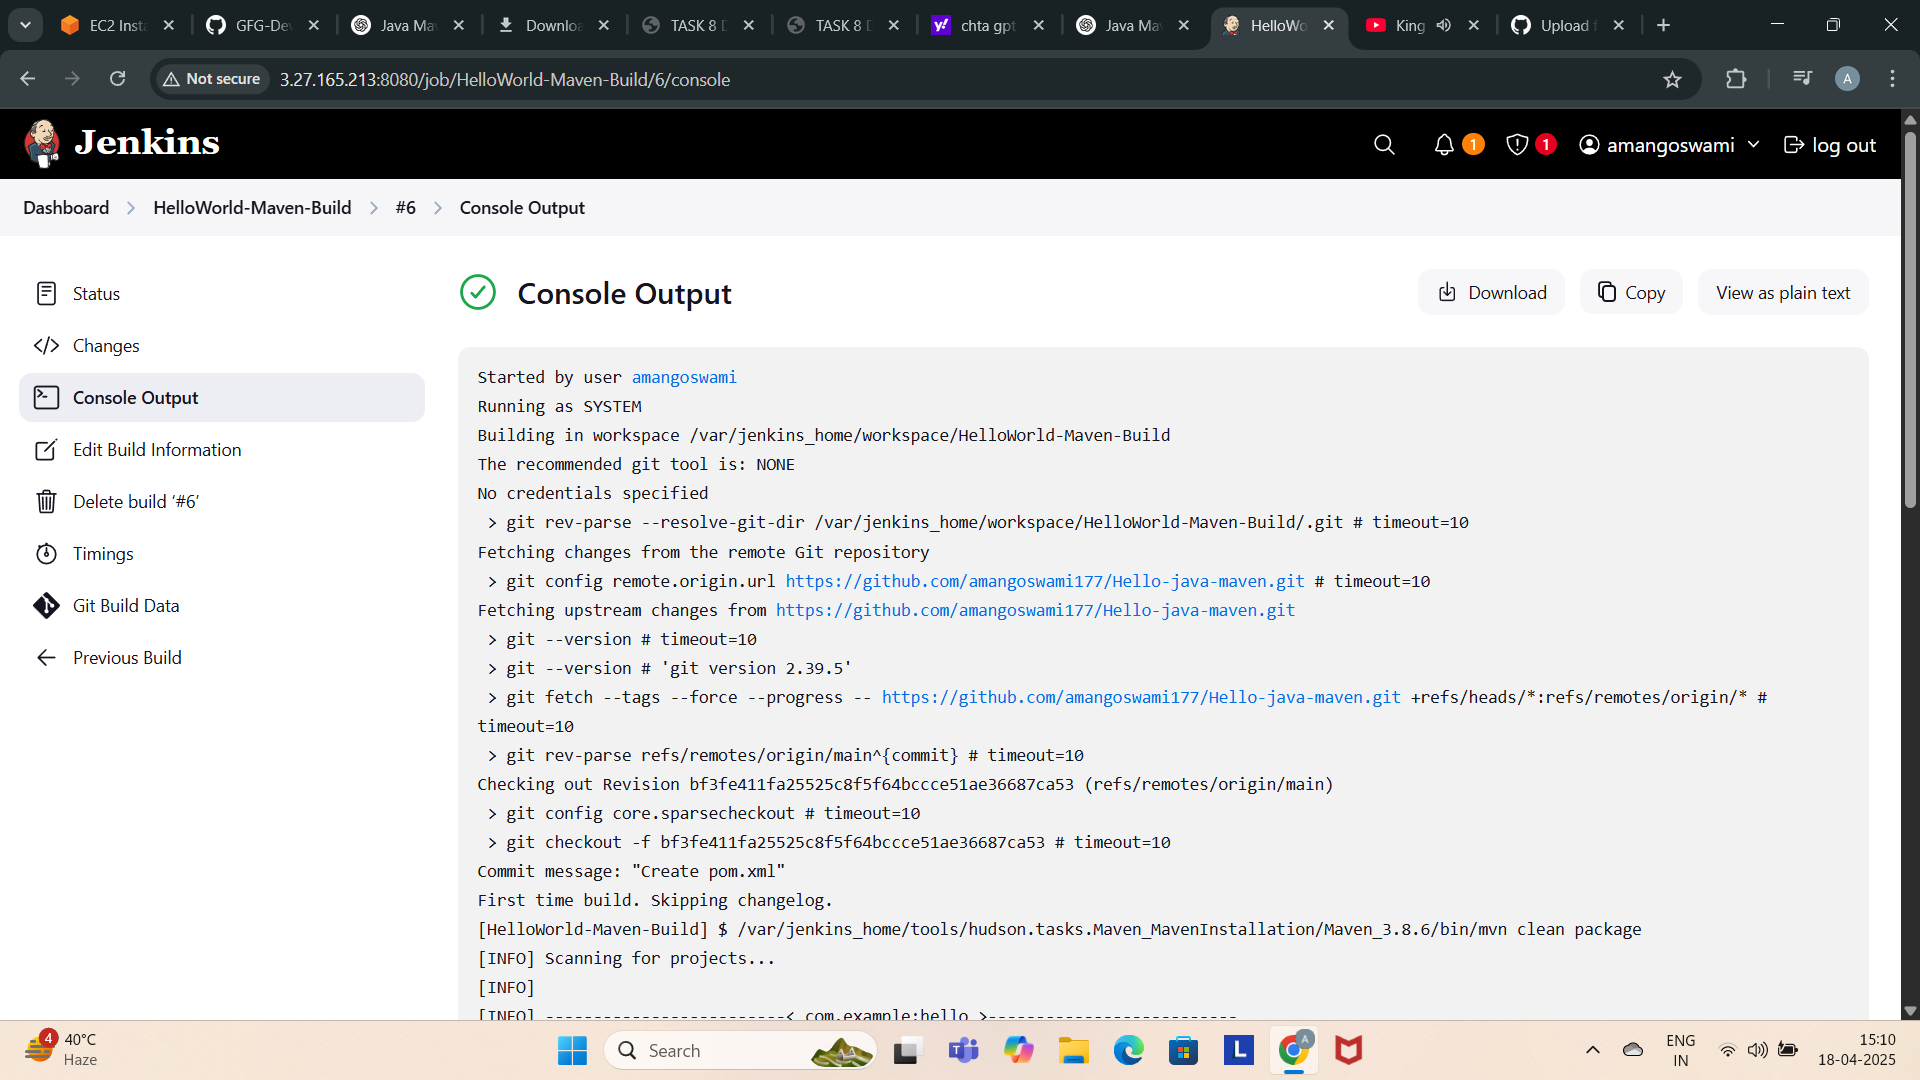 EC2 Insta
GFG-Dev
Java Mav
Downloa
TASK 8 D
TASK 8 D
chta gpt
Java Mav
HelloWo
King
Upload f
Not secure
3.27.165.213:8080/job/HelloWorld-Maven-Build/6/console
A
Jenkins
1
1
amangoswami
log out
Dashboard
HelloWorld-Maven-Build
#6
Console Output
Status
Changes
Console Output
Edit Build Information
Delete build ‘#6’
Timings
Git Build Data
Previous Build
Console Output
Download
Copy
View as plain text
Started by user amangoswami
Running as SYSTEM
Building in workspace /var/jenkins_home/workspace/HelloWorld-Maven-Build
The recommended git tool is: NONE
No credentials specified
> git rev-parse --resolve-git-dir /var/jenkins_home/workspace/HelloWorld-Maven-Build/.git # timeout=10
Fetching changes from the remote Git repository
> git config remote.origin.url https://github.com/amangoswami177/Hello-java-maven.git # timeout=10
Fetching upstream changes from https://github.com/amangoswami177/Hello-java-maven.git
> git --version # timeout=10
> git --version # 'git version 2.39.5'
> git fetch --tags --force --progress -- https://github.com/amangoswami177/Hello-java-maven.git +refs/heads/*:refs/remotes/origin/* #
timeout=10
> git rev-parse refs/remotes/origin/main^{commit} # timeout=10
Checking out Revision bf3fe411fa25525c8f5f64bccce51ae36687ca53 (refs/remotes/origin/main)
> git config core.sparsecheckout # timeout=10
> git checkout -f bf3fe411fa25525c8f5f64bccce51ae36687ca53 # timeout=10
Commit message: "Create pom.xml"
First time build. Skipping changelog.
[HelloWorld-Maven-Build] $ /var/jenkins_home/tools/hudson.tasks.Maven_MavenInstallation/Maven_3.8.6/bin/mvn clean package
[INFO] Scanning for projects...
[INFO]
[INFO] -------------------------< com.example:hello >--------------------------
4
40°C
Haze
Search
L
A
ENG
IN
15:10
18-04-2025